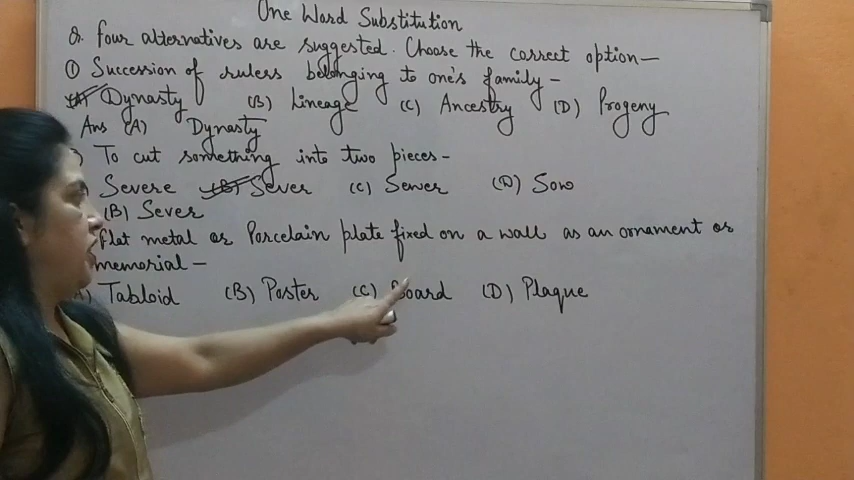 One Word Substitution
Q. Four alternatives are suggested. Choose the correct option—
① Succession of rulers belonging to one's family—
(A) Dynasty (B) Lineage (C) Ancestry (D) Progeny
Ans (A) Dynasty
) To cut something into two pieces-
Severe (B) Sever (C) Sewer (D) Sow
(B) Sever
Flat metal or Porcelain plate fixed on a wall as an ornament or
memorial—
) Tabloid (B) Poster (C) Board (D) Plaque